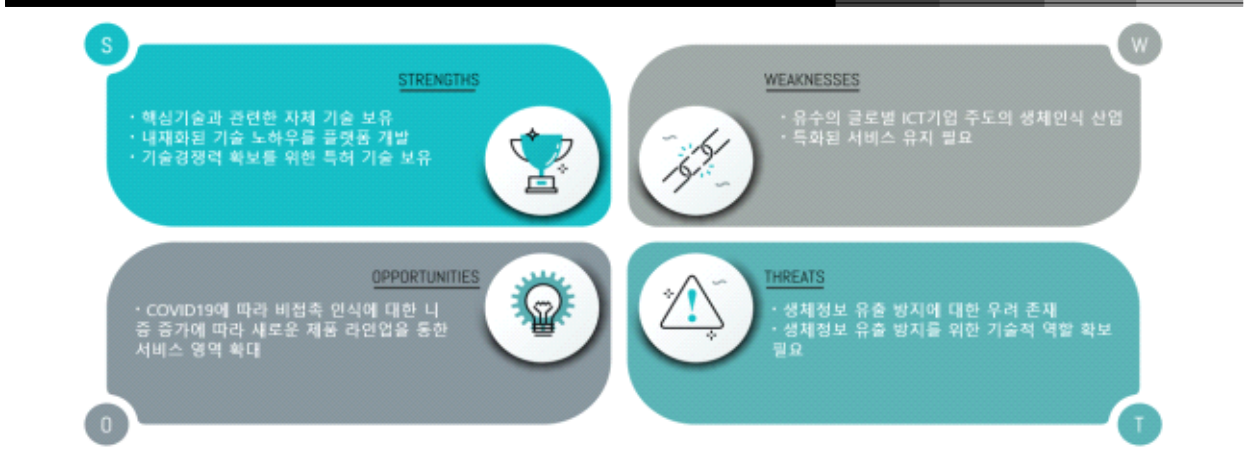 S
STRENGTHS
· 핵심기술과 관련한 자체 기술 보유
· 내재화된 기술 노하우를 플랫폼 개발
· 기술경쟁력 확보를 위한 특허 기술 보유
W
WEAKNESSES
· 유수의 글로벌 ICT기업 주도의 생체인식 산업
· 특화된 서비스 유지 필요
OPPORTUNITIES
· COVID19에 따라 비접촉 인식에 대한 니
즘 증가에 따라 새로운 제품 라인업을 통한
서비스 영역 확대
O
THREATS
· 생체정보 유출 방지에 대한 우려 존재
· 생체정보 유출 방지를 위한 기술적 역할 확보
필요
T